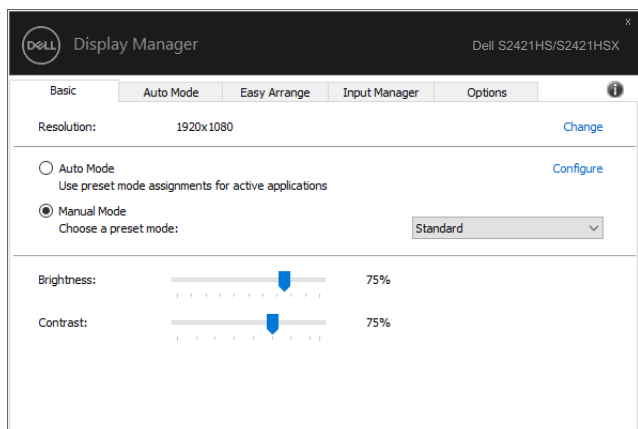 x
DELL Display Manager Dell S2421HS/S2421HSX
Basic Auto Mode Easy Arrange Input Manager Options i
Resolution: 1920x1080 Change
Auto Mode Configure
Use preset mode assignments for active applications
Manual Mode
Choose a preset mode: Standard
Brightness: 75%
Contrast: 75%